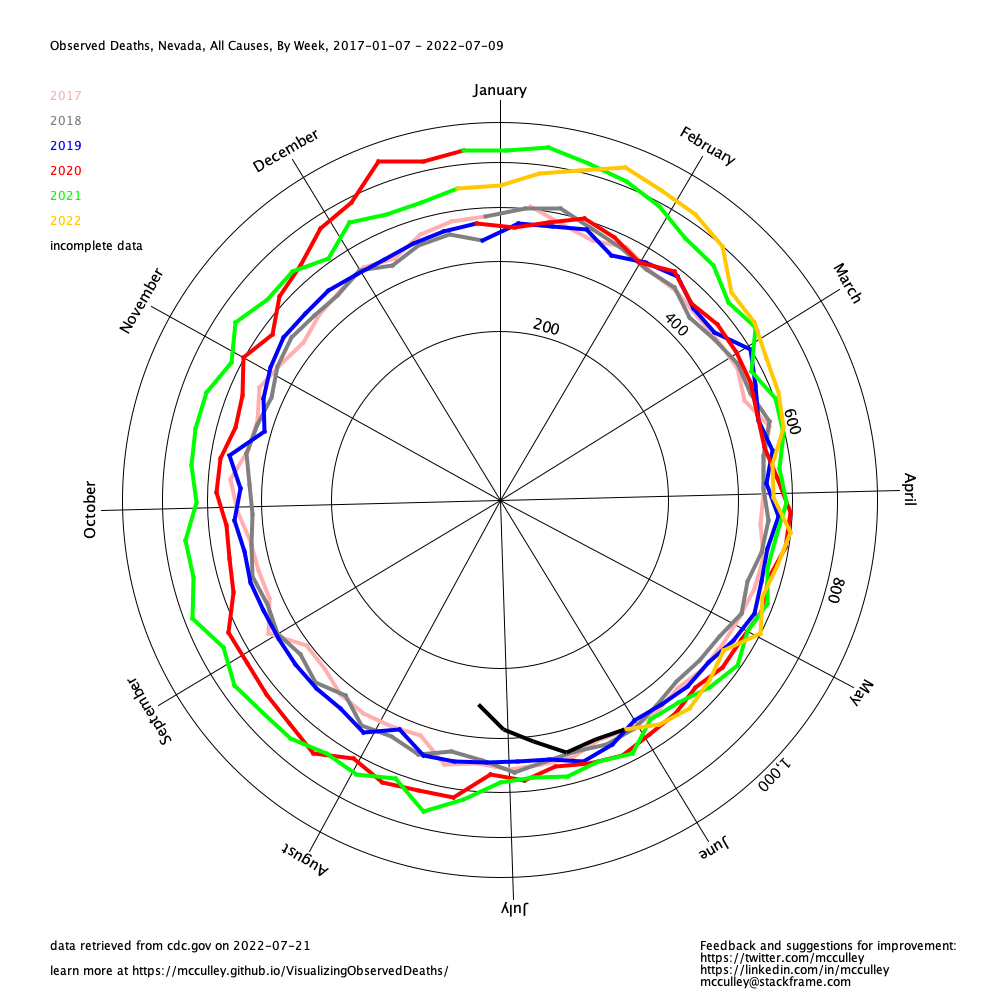 Observed Deaths, Nevada, All Causes, By Week, 2017-01-07 - 2022-07-09
2017
2018
2019
2020
2021
2022
incomplete data
January
February
March
April
May
June
July
August
September
October
November
December
200
400
600
800
1,000
data retrieved from cdc.gov on 2022-07-21
learn more at https://mcculley.github.io/VisualizingObservedDeaths/
Feedback and suggestions for improvement:
https://twitter.com/mcculley
https://linkedin.com/in/mcculley
mcculley@stackframe.com